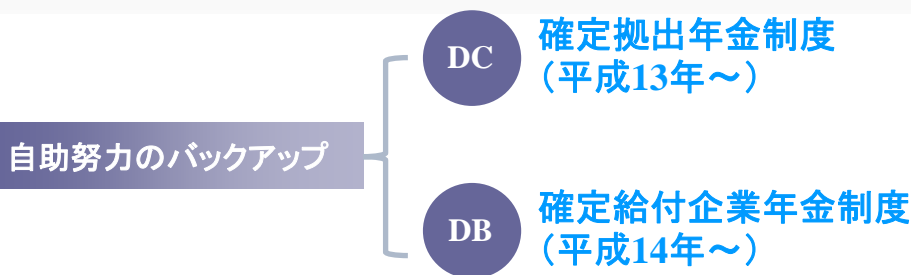 DC
確定拠出年金制度
(平成13年~)
自助努力のバックアップ
DB
確定給付企業年金制度
(平成14年~)